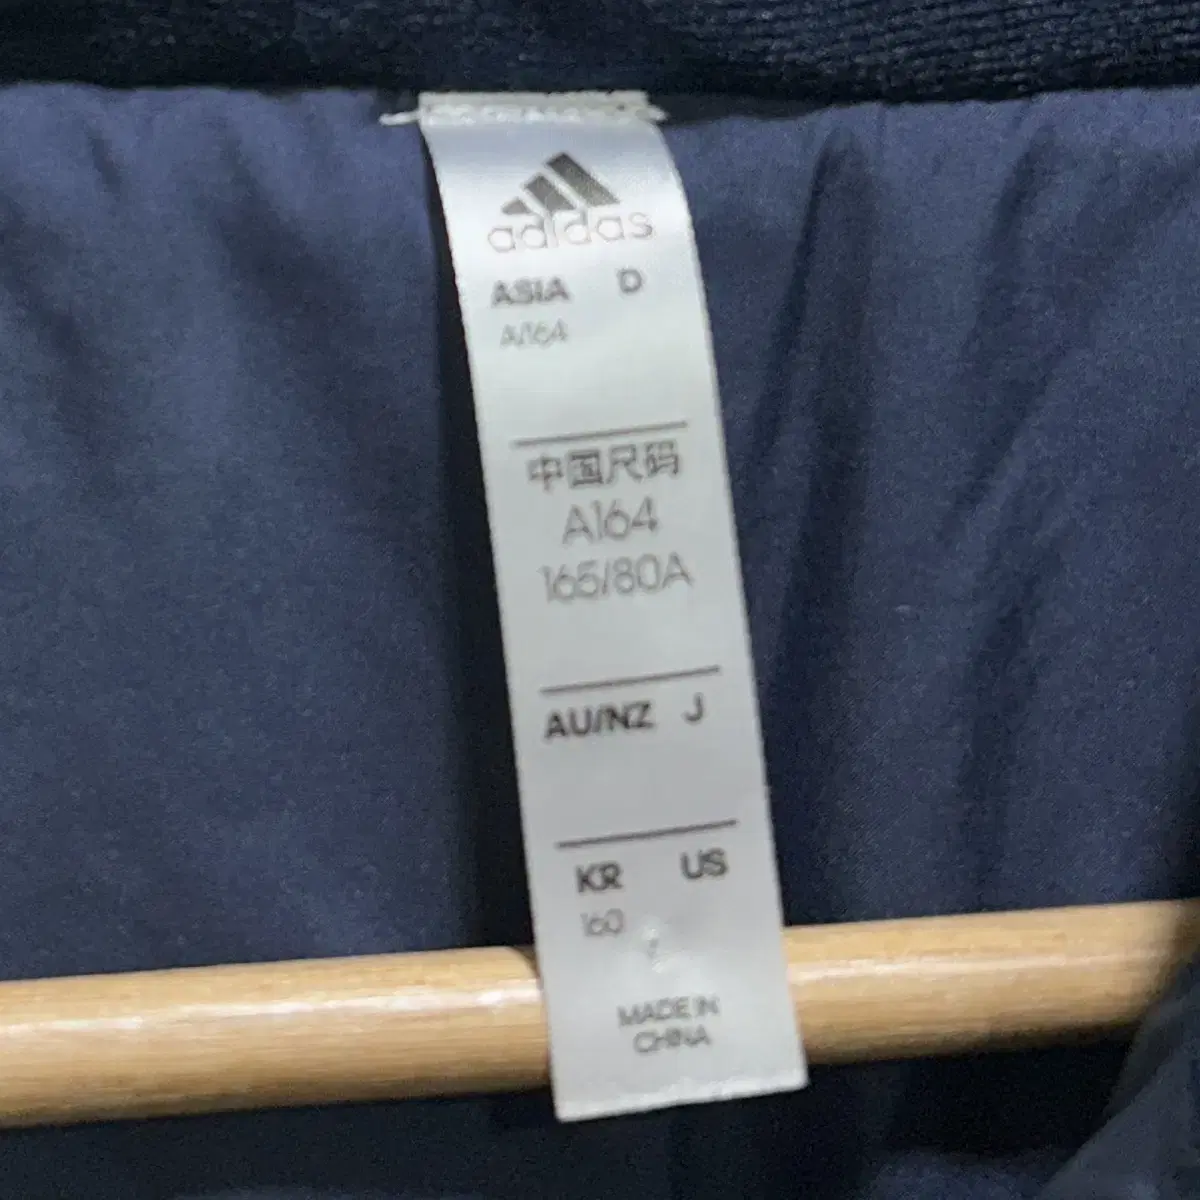 adidas
ASIA D
A/164
中国尺码
A164
165/80A
AU/NZ J
KR US
160
MADE IN
CHINA